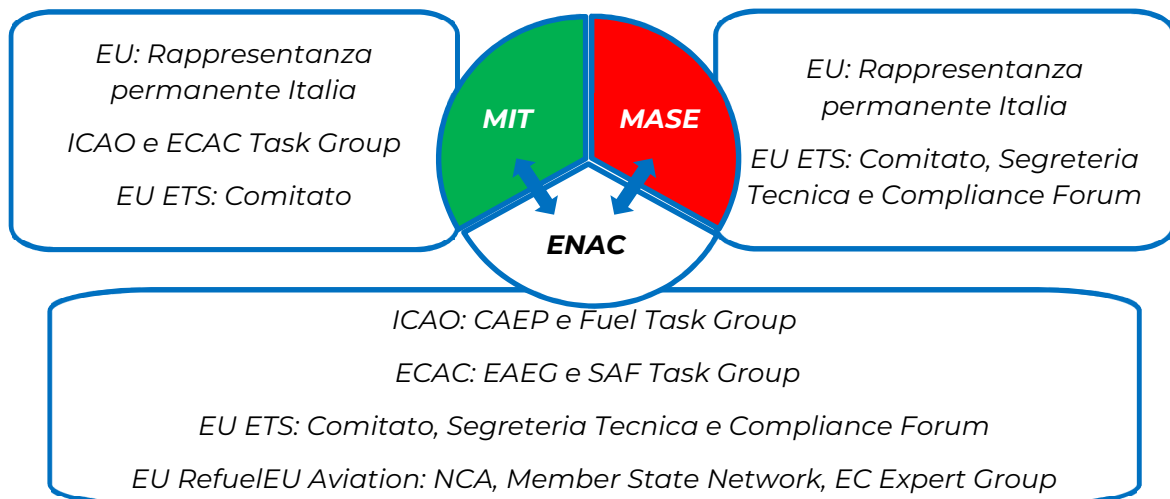 EU: Rappresentanza
permanente Italia
ICAO e ECAC Task Group
EU ETS: Comitato
MIT
MASE
ENAC
EU: Rappresentanza
permanente Italia
EU ETS: Comitato, Segreteria
Tecnica e Compliance Forum
ICAO: CAEP e Fuel Task Group
ECAC: EAEG e SAF Task Group
EU ETS: Comitato, Segreteria Tecnica e Compliance Forum
EU RefuelEU Aviation: NCA, Member State Network, EC Expert Group